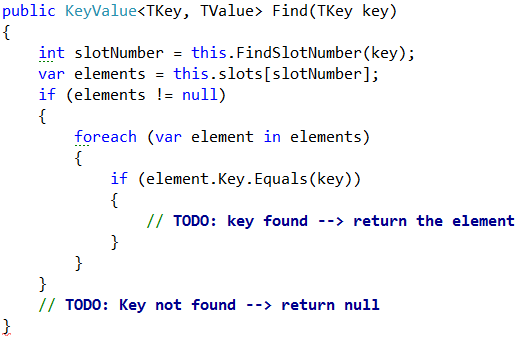 public KeyValue<TKey, TValue> Find(TKey key)
{
    int slotNumber = this.FindSlotNumber(key);
    var elements = this.slots[slotNumber];
    if (elements != null)
    {
        foreach (var element in elements)
        {
            if (element.Key.Equals(key))
            {
                // TODO: key found --> return the element
            }
        }
    }
    // TODO: Key not found --> return null
}